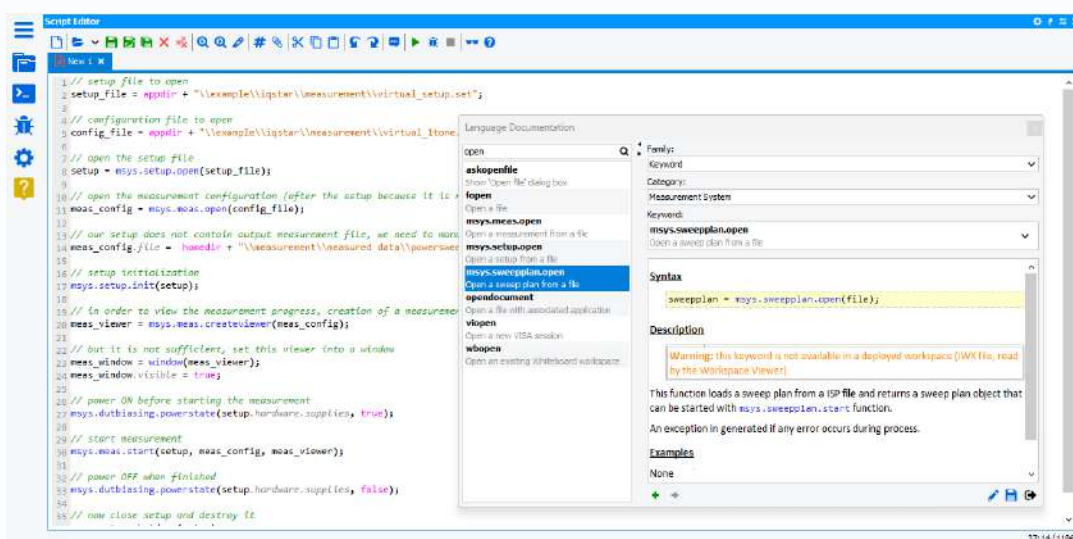 Script Editor
New 1
1 // setup file to open
2 setup_file = appdir + "\\example\\iqstar\\measurement\\virtual_setup.set";
3
4 // configuration file to open
5 config_file = appdir + "\\example\\iqstar\\measurement\\virtual_1tone.
6
7 // open the setup file
8 setup = msys.setup.open(setup_file);
9
10 // open the measurement configuration (after the setup because it is
11 meas_config = msys.meas.open(config_file);
12
13 // our setup does not contain output measurement file, we need to
14 meas_config.file = homedir + "\\measurement\\measured data\\powerswee
15
16 // setup initialization
17 msys.setup.init(setup);
18
19 // in order to view the measurement progress, creation of a measuremen
20 meas_viewer = msys.meas.createviewer(meas_config);
21
22 // but it is not sufficient, set this viewer into a window
23 meas_window = window(meas_viewer);
24 meas_window.visible = true;
25
26 // power ON before starting the measurement
27 msys.dutbiasing.powerstate(setup.hardware.supplies, true);
28
29 // start measurement
30 msys.meas.start(setup, meas_config, meas_viewer);
31
32 // power OFF when finished
33 msys.dutbiasing.powerstate(setup.hardware.supplies, false);
34
35 // now close setup and destroy it
Language Documentation
open
askopenfile
Show 'Open file' dialog box
fopen
Open a file
msys.meas.open
Open a measurement from a file
msys.setup.open
Open a setup from a file
msys.sweepplan.open
Open a sweep plan from a file
opendocument
Open a file with associated application
viopen
Open a new VISA session
wbopen
Open an existing Whiteboard workspace
Family:
Keyword
Category:
Measurement System
Keyword:
msys.sweepplan.open
Open a sweep plan from a file
Syntax
sweepplan = msys.sweepplan.open(file);
Description
Warning: this keyword is not available in a deployed workspace (IWX file, read
by the Workspace Viewer)
This function loads a sweep plan from a ISP file and returns a sweep plan object that
can be started with msys.sweepplan.start function.
An exception in generated if any error occurs during process.
Examples
None